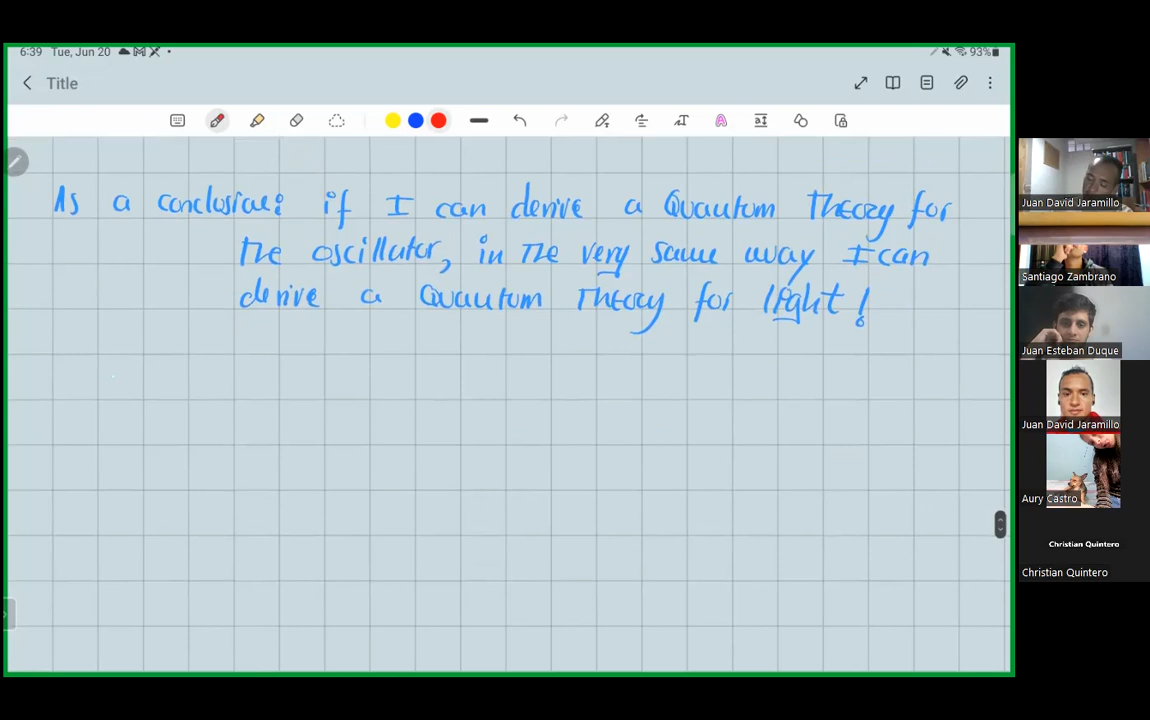 6:39 Tue, Jun 20
93%
Title
As a conclusion: if I can derive a Quantum Theory for
the oscillator, in the very same way I can
derive a Quantum Theory for light!
Juan David Jaramillo
Santiago Zambrano
Juan Esteban Duque
Juan David Jaramillo
Aury Castro
Christian Quintero
Christian Quintero